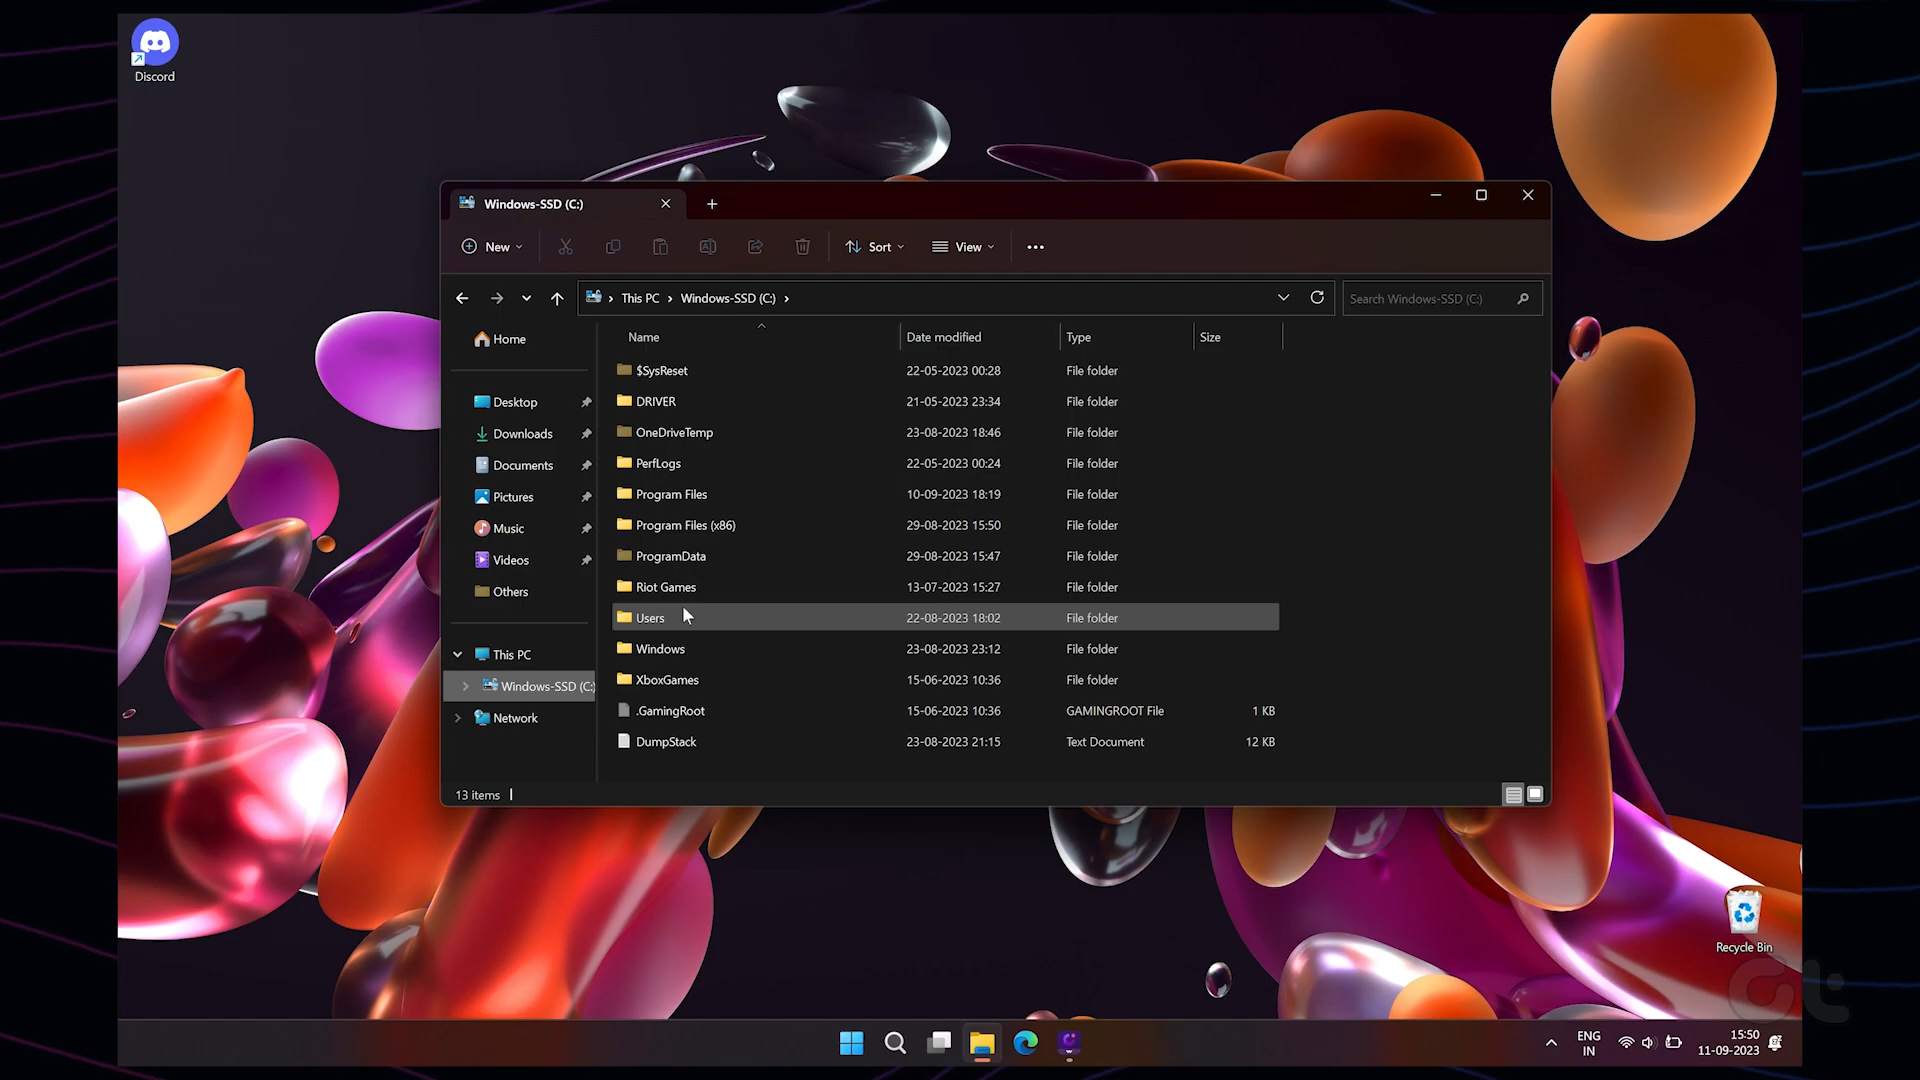 Discord
Windows-SSD (C:)
New
Sort
View
This PC
Windows-SSD (C:)
Search Windows-SSD (C:)
Name
Date modified
Type
Size
Home
Desktop
Downloads
Documents
Pictures
Music
Videos
Others
This PC
Windows-SSD (C:)
Network
$SysReset 22-05-2023 00:28 File folder
DRIVER 21-05-2023 23:34 File folder
OneDriveTemp 23-08-2023 18:46 File folder
PerfLogs 22-05-2023 00:24 File folder
Program Files 10-09-2023 18:19 File folder
Program Files (x86) 29-08-2023 15:50 File folder
ProgramData 29-08-2023 15:47 File folder
Riot Games 13-07-2023 15:27 File folder
Users 22-08-2023 18:02 File folder
Windows 23-08-2023 23:12 File folder
XboxGames 15-06-2023 10:36 File folder
.GamingRoot 15-06-2023 10:36 GAMINGROOT File 1 KB
DumpStack 23-08-2023 21:15 Text Document 12 KB
13 items
Recycle Bin
Gt
ENG
IN
15:50
11-09-2023